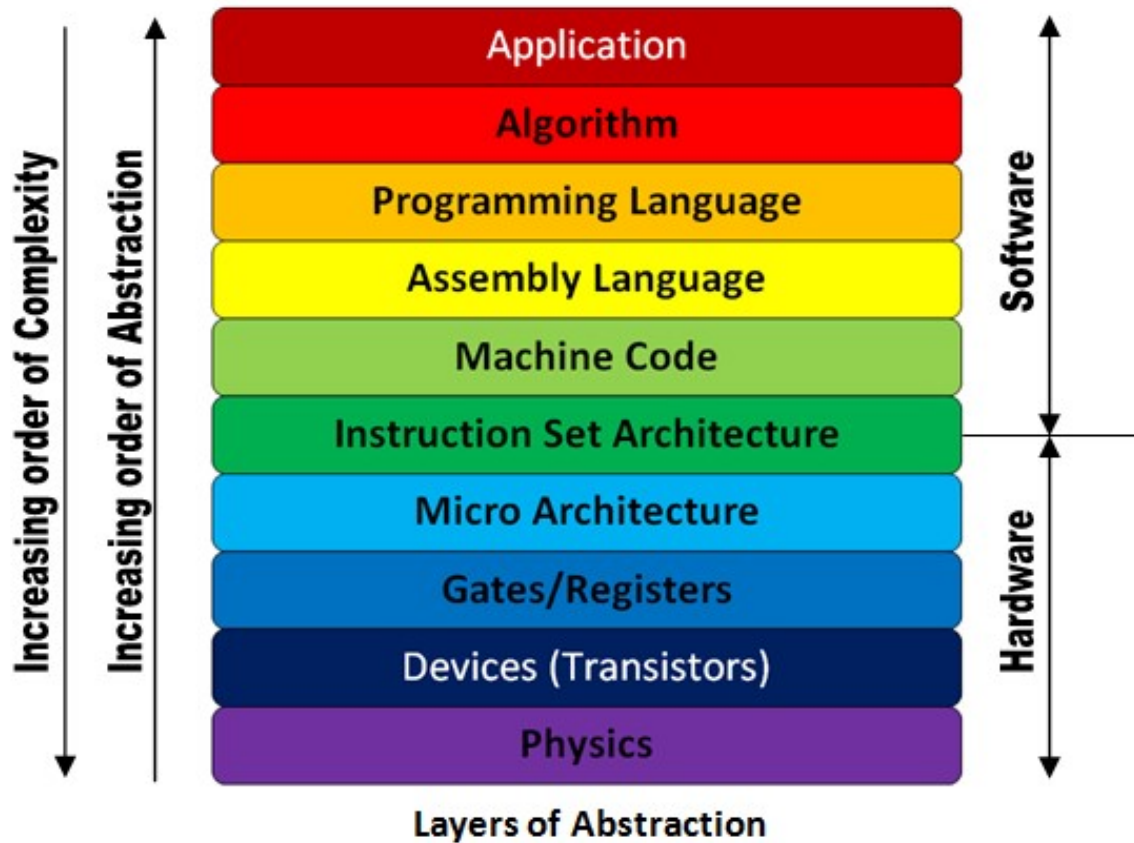 Increasing order of Complexity
Increasing order of Abstraction
Application
Algorithm
Programming Language
Assembly Language
Machine Code
Instruction Set Architecture
Micro Architecture
Gates/Registers
Devices (Transistors)
Physics
Software
Hardware
Layers of Abstraction